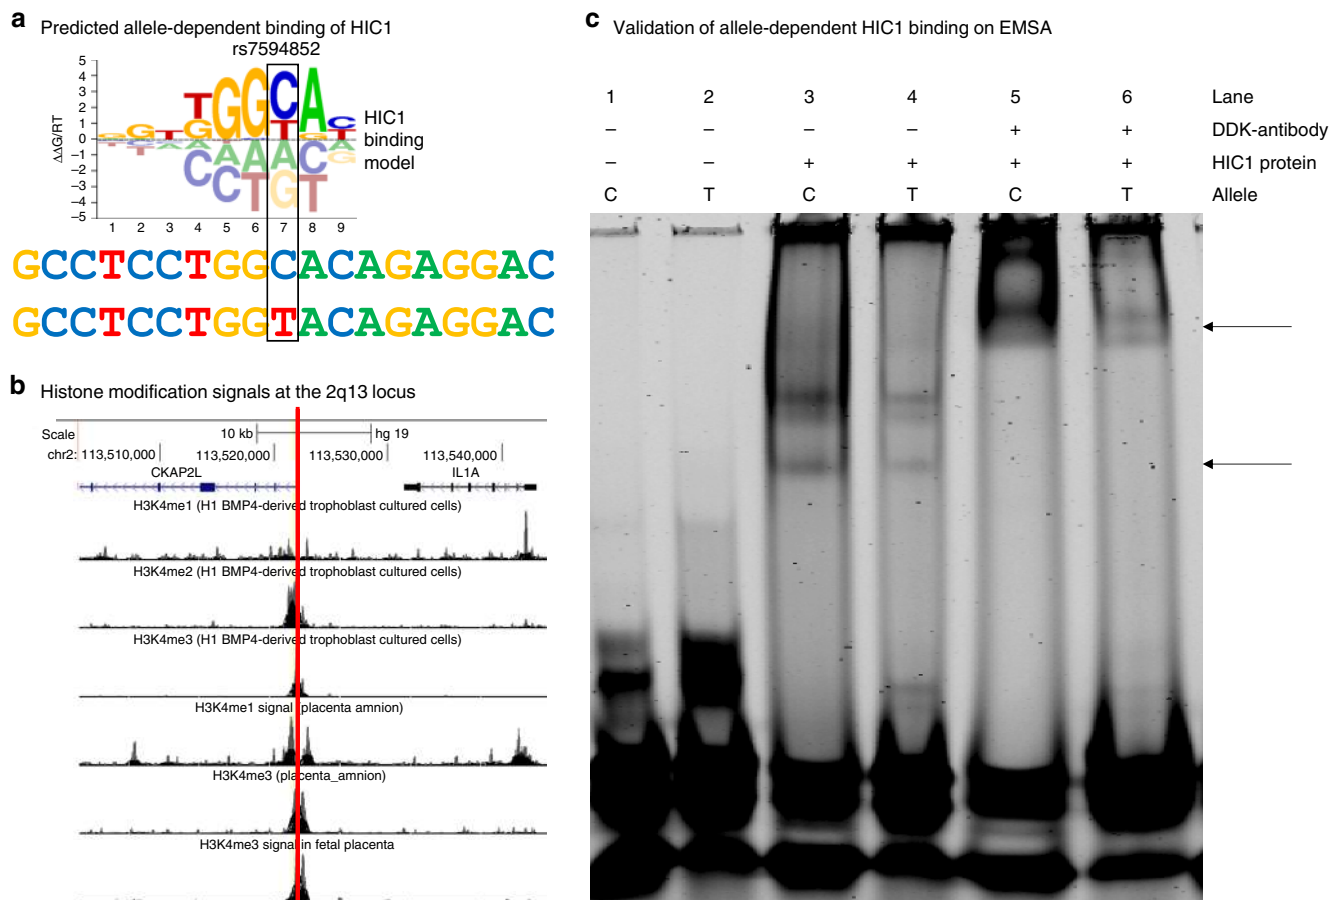 a Predicted allele-dependent binding of HIC1
rs7594852
5
4
3
2
1
0
–1
–2
–3
–4
–5
ΔΔG/RT
HIC1
binding
model
1 2 3 4 5 6 7 8 9
GCCTCCTGGCACAGAGGAC
GCCTCCTGGTACAGAGGAC
b Histone modification signals at the 2q13 locus
Scale 10 kb hg 19
chr2: 113,510,000 113,520,000 113,530,000 113,540,000
CKAP2L IL1A
H3K4me1 (H1 BMP4-derived trophoblast cultured cells)
H3K4me2 (H1 BMP4-derived trophoblast cultured cells)
H3K4me3 (H1 BMP4-derived trophoblast cultured cells)
H3K4me1 signal (placenta amnion)
H3K4me3 (placenta_amnion)
H3K4me3 signal in fetal placenta
c Validation of allele-dependent HIC1 binding on EMSA
1 2 3 4 5 6 Lane
– – – – + + DDK-antibody
– – + + + + HIC1 protein
C T C T C T Allele